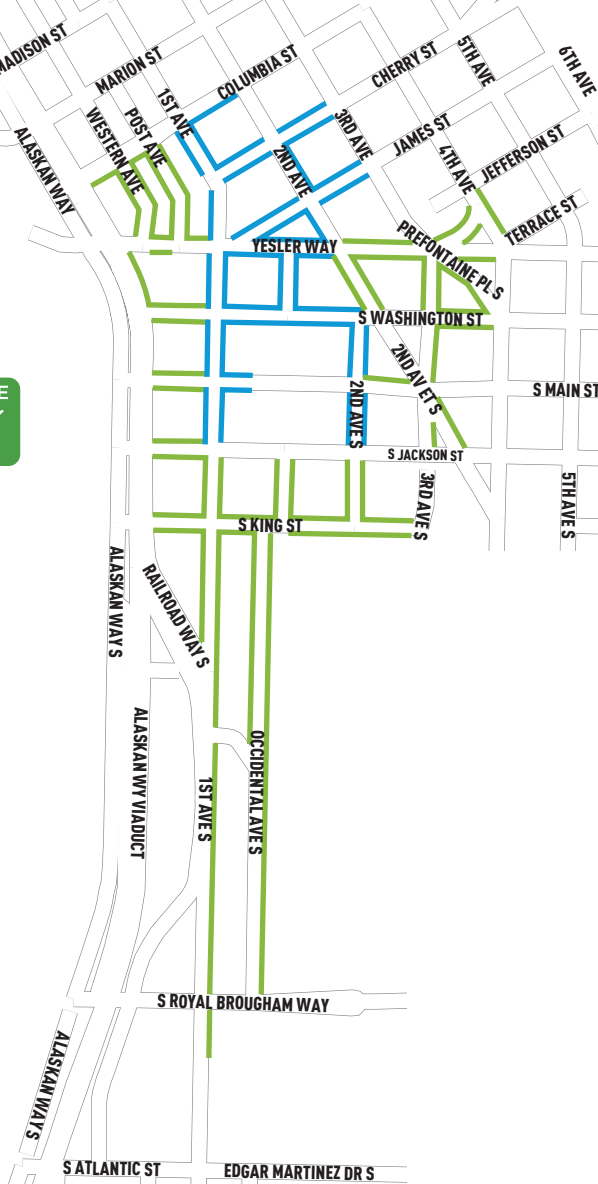 MADISON ST
MARION ST
COLUMBIA ST
CHERRY ST
5TH AVE
6TH AVE
1ST AVE
POST AVE
WESTERN AVE
ALASKAN WAY
3RD AVE
JAMES ST
2ND AVE
4TH AVE
JEFFERSON ST
TERRACE ST
YESLER WAY
PREFONTAINE PL S
S WASHINGTON ST
2ND AV ET S
2ND AVE S
S MAIN ST
E
S JACKSON ST
3RD AVE S
5TH AVE S
S KING ST
ALASKAN WAY S
RAILROAD WAY S
ALASKAN WY VIADUCT
1ST AVE S
OCCIDENTAL AVE S
S ROYAL BROUGHAM WAY
ALASKAN WAY S
S ATLANTIC ST
EDGAR MARTINEZ DR S